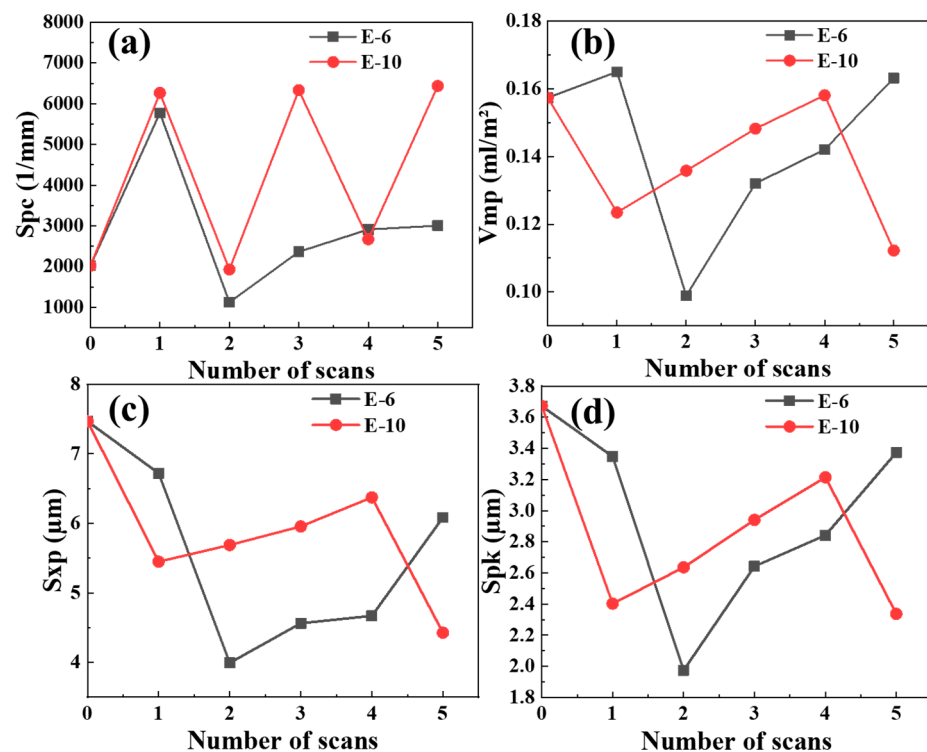 (a)
E-6
E-10
8000
7000
6000
5000
4000
3000
2000
1000
Spc (1/mm)
0 1 2 3 4 5
Number of scans
(b)
E-6
E-10
0.18
0.16
0.14
0.12
0.10
Vmp (ml/m²)
0 1 2 3 4 5
Number of scans
(c)
E-6
E-10
8
7
6
5
4
Sxp (μm)
0 1 2 3 4 5
Number of scans
(d)
E-6
E-10
3.8
3.6
3.4
3.2
3.0
2.8
2.6
2.4
2.2
2.0
1.8
Spk (μm)
0 1 2 3 4 5
Number of scans